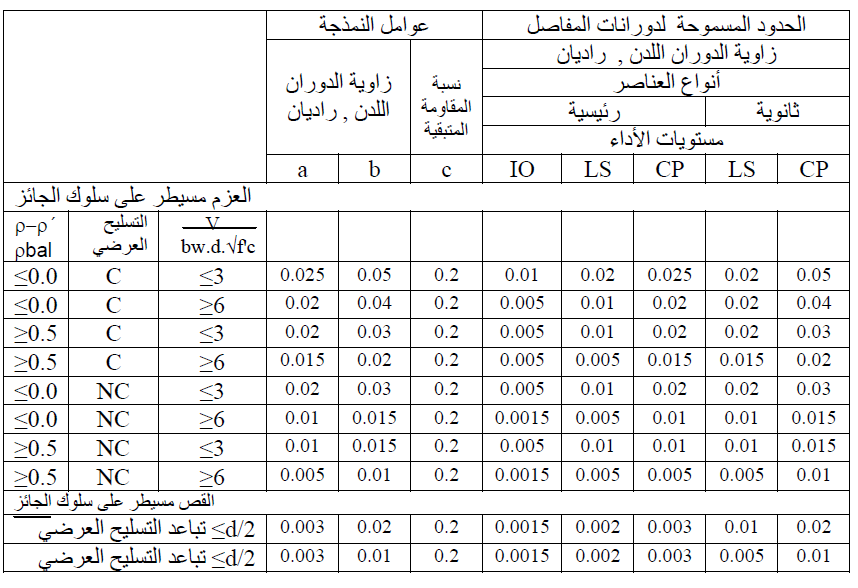 الحدود المسموحة لدورانات المفاصل عوامل النمذجة
زاوية الدوران اللدن , راديان
أنواع العناصر
زاوية الدوران اللدن , راديان
نسبة المقاومة المتبقية
ثانوية رئيسية
مستويات الأداء
a b c IO LS CP LS CP
العزم مسيطر على سلوك الجائز
ρ−ρ´ التسليح V
ρbal العرضي bw.d.√f'c
≤0.0 C ≤3 0.025 0.05 0.2 0.01 0.02 0.025 0.02 0.05
≤0.0 C ≥6 0.02 0.04 0.2 0.005 0.01 0.02 0.02 0.04
≥0.5 C ≤3 0.02 0.03 0.2 0.005 0.01 0.02 0.02 0.03
≥0.5 C ≥6 0.015 0.02 0.2 0.005 0.005 0.015 0.015 0.02
≤0.0 NC ≤3 0.02 0.03 0.2 0.005 0.01 0.02 0.02 0.03
≤0.0 NC ≥6 0.01 0.015 0.2 0.0015 0.005 0.01 0.01 0.015
≥0.5 NC ≤3 0.01 0.015 0.2 0.005 0.01 0.01 0.01 0.015
≥0.5 NC ≥6 0.005 0.01 0.2 0.0015 0.005 0.005 0.005 0.01
القص مسيطر على سلوك الجائز
تباعد التسليح العرضي ≤d/2 0.003 0.02 0.2 0.0015 0.002 0.003 0.01 0.02
تباعد التسليح العرضي ≤d/2 0.003 0.01 0.2 0.0015 0.002 0.003 0.005 0.01